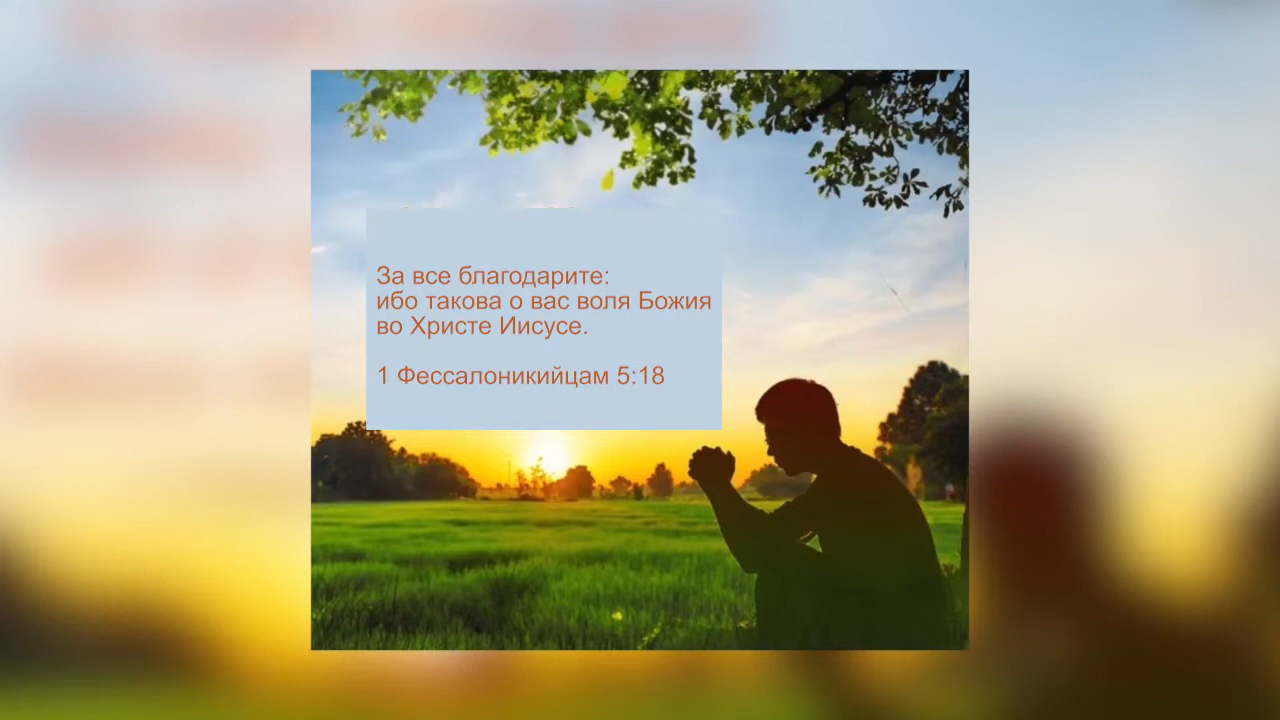 За все благодарите:
ибо такова о вас воля Божия
во Христе Иисусе.
1 Фессалоникийцам 5:18